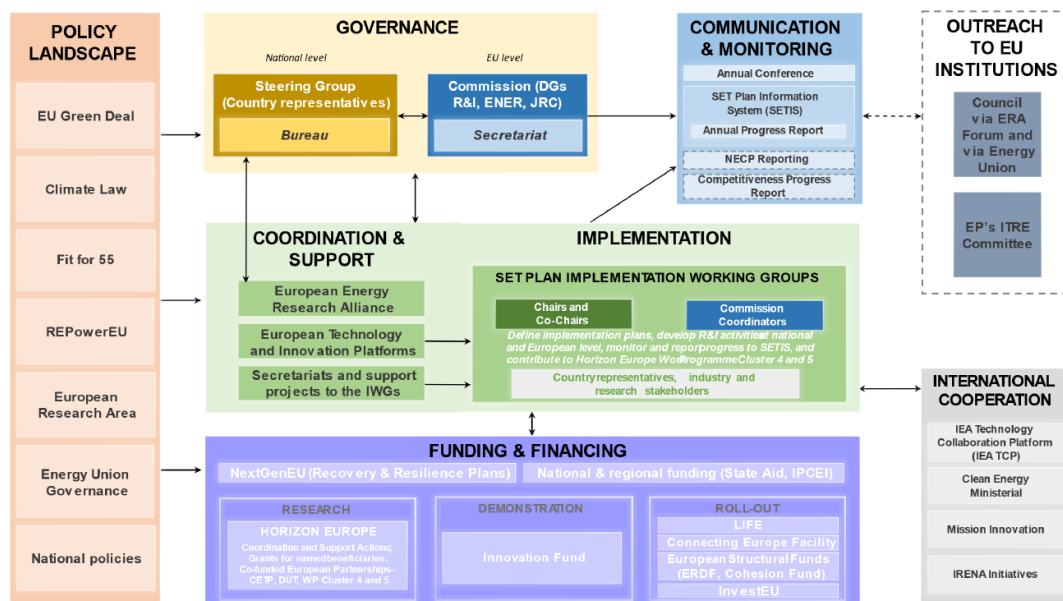 POLICY
LANDSCAPE
EU Green Deal
Climate Law
Fit for 55
REPowerEU
European
Research Area
Energy Union
Governance
National policies
GOVERNANCE
National level
EU level
Steering Group
(Country representatives)
Bureau
Commission (DGs
R&I, ENER, JRC)
Secretariat
COMMUNICATION
& MONITORING
Annual Conference
SET Plan Information
System (SETIS)
Annual Progress Report
NECP Reporting
Competitiveness Progress
Report
OUTREACH
TO EU
INSTITUTIONS
Council
via ERA
Forum and
via Energy
Union
EP's ITRE
Committee
COORDINATION &
SUPPORT
European Energy
Research Alliance
European Technology
and Innovation Platforms
Secretariats and support
projects to the IWGs
IMPLEMENTATION
SET PLAN IMPLEMENTATION WORKING GROUPS
Chairs and
Co-Chairs
Commission
Coordinators
Define implementation plans, develop R&I activities at national
and European level, monitor and report progress to SETIS, and
contribute to Horizon Europe Work Programme Cluster 4 and 5
Country representatives, industry and
research stakeholders
INTERNATIONAL
COOPERATION
IEA Technology
Collaboration Platform
(IEA TCP)
Clean Energy
Ministerial
Mission Innovation
IRENA Initiatives
FUNDING & FINANCING
NextGenEU (Recovery & Resilience Plans)
National & regional funding (State Aid, IPCEI)
RESEARCH
HORIZON EUROPE
Coordination and Support Actions;
Grants for named beneficiaries;
Co-funded European Partnerships-
CETP, DUT; WP Cluster 4 and 5
DEMONSTRATION
Innovation Fund
ROLL-OUT
LIFE
Connecting Europe Facility
European Structural Funds
(ERDF, Cohesion Fund)
InvestEU